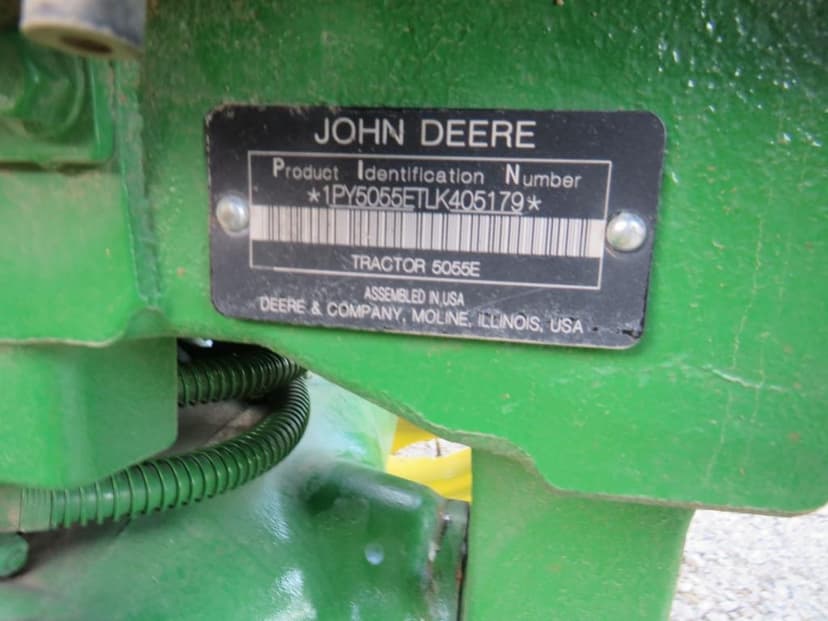 JOHN DEERE
Product Identification Number
*1PY5055ETLK405179*
TRACTOR 5055E
ASSEMBLED IN USA
DEERE & COMPANY, MOLINE, ILLINOIS, USA